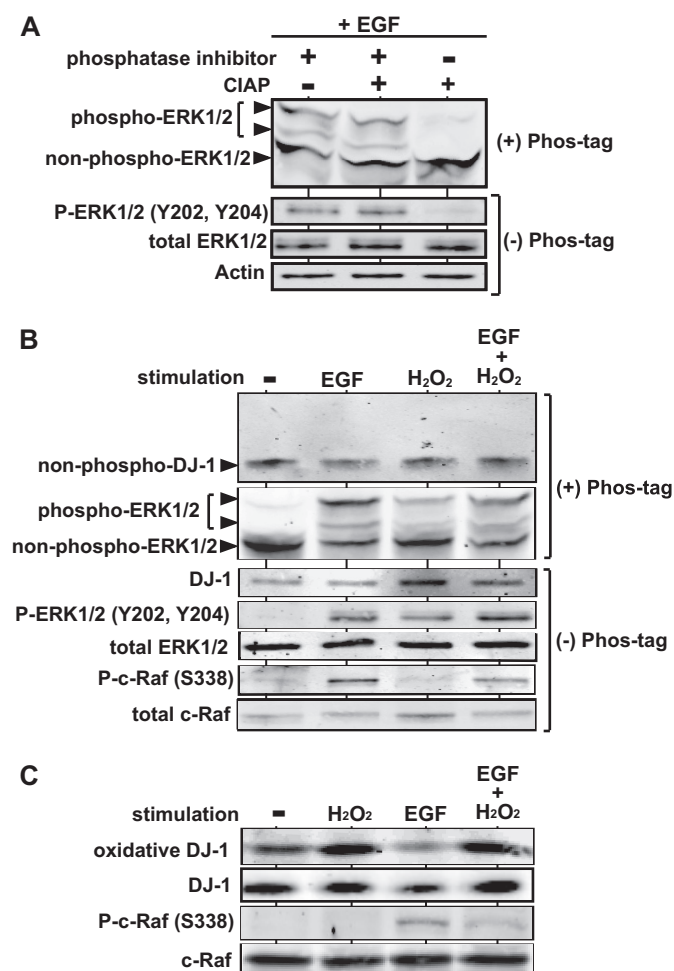 A
+ EGF
phosphatase inhibitor + + -
CIAP - + +
phospho-ERK1/2
non-phospho-ERK1/2
(+) Phos-tag
P-ERK1/2 (Y202, Y204)
total ERK1/2
(-) Phos-tag
Actin
B
stimulation - EGF H₂O₂ EGF + H₂O₂
non-phospho-DJ-1
(+) Phos-tag
phospho-ERK1/2
non-phospho-ERK1/2
DJ-1
P-ERK1/2 (Y202, Y204)
total ERK1/2
(-) Phos-tag
P-c-Raf (S338)
total c-Raf
C
stimulation - H₂O₂ EGF EGF + H₂O₂
oxidative DJ-1
DJ-1
P-c-Raf (S338)
c-Raf